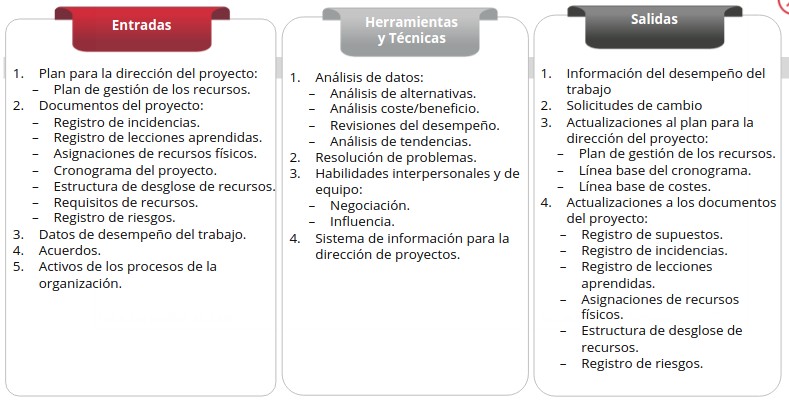 Entradas
1. Plan para la dirección del proyecto:
– Plan de gestión de los recursos.
2. Documentos del proyecto:
– Registro de incidencias.
– Registro de lecciones aprendidas.
– Asignaciones de recursos físicos.
– Cronograma del proyecto.
– Estructura de desglose de recursos.
– Requisitos de recursos.
– Registro de riesgos.
3. Datos de desempeño del trabajo.
4. Acuerdos.
5. Activos de los procesos de la
organización.
Herramientas
y Técnicas
1. Análisis de datos:
– Análisis de alternativas.
– Análisis coste/beneficio.
– Revisiones del desempeño.
– Análisis de tendencias.
2. Resolución de problemas.
3. Habilidades interpersonales y de
equipo:
– Negociación.
– Influencia.
4. Sistema de información para la
dirección de proyectos.
Salidas
1. Información del desempeño del
trabajo
2. Solicitudes de cambio
3. Actualizaciones al plan para la
dirección del proyecto:
– Plan de gestión de los recursos.
– Línea base del cronograma.
– Línea base de costes.
4. Actualizaciones a los documentos
del proyecto:
– Registro de supuestos.
– Registro de incidencias.
– Registro de lecciones
aprendidas.
– Asignaciones de recursos
físicos.
– Estructura de desglose de
recursos.
– Registro de riesgos.